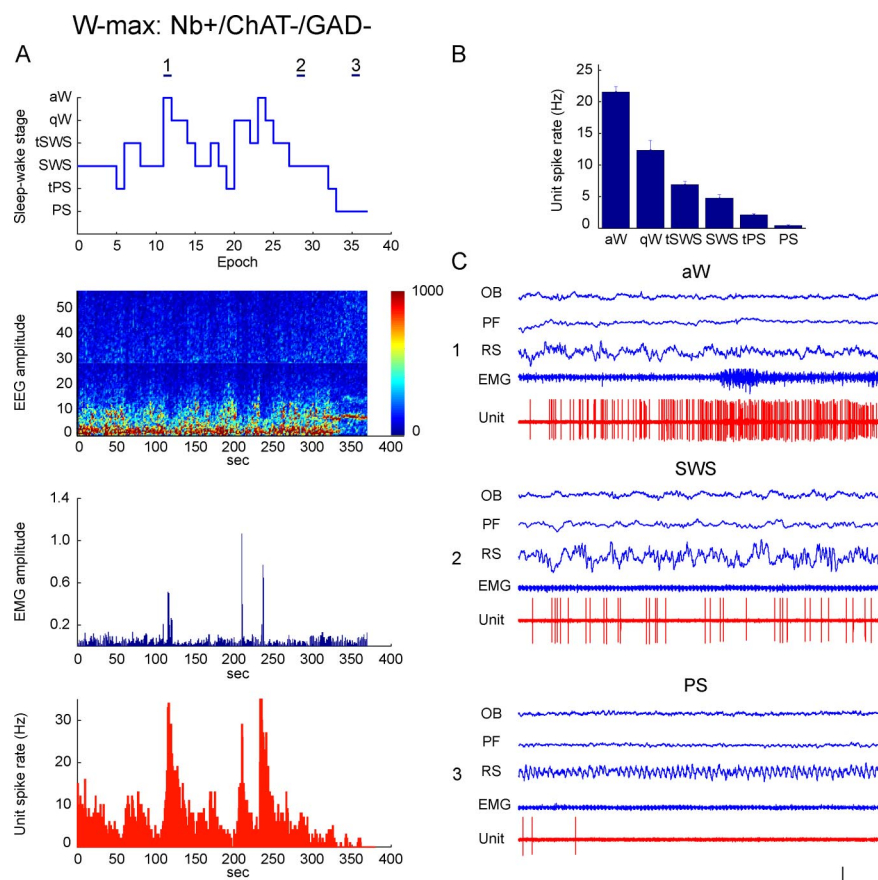 W-max: Nb+/ChAT-/GAD-
A
1 2 3
Sleep-wake stage
aW
qW
tSWS
SWS
tPS
PS
0 5 10 15 20 25 30 35 40
Epoch
EEG amplitude
50
40
30
20
10
0
1000
0
0 50 100 150 200 250 300 350 400
sec
EMG amplitude
1.4
1.0
0.6
0.2
0 50 100 150 200 250 300 350 400
sec
Unit spike rate (Hz)
30
20
10
0
0 50 100 150 200 250 300 350 400
sec
B
Unit spike rate (Hz)
25
20
15
10
5
0
aW qW tSWS SWS tPS PS
C
aW
1
OB
PF
RS
EMG
Unit
SWS
2
OB
PF
RS
EMG
Unit
PS
3
OB
PF
RS
EMG
Unit